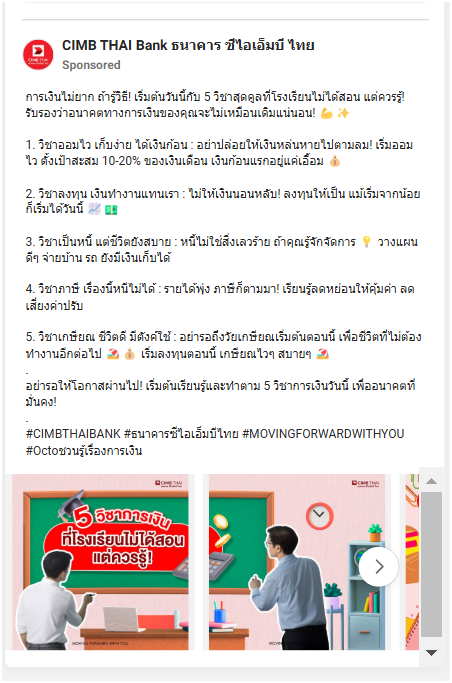 CIMB THAI Bank ธนาคาร ซีไอเอ็มบี ไทย
Sponsored
การเงินไม่ยาก ถ้ารู้วิธี! เริ่มต้นวันนี้กับ 5 วิชาสุดคูลที่โรงเรียนไม่ได้สอน แต่ควรรู้!
รับรองว่าอนาคตทางการเงินของคุณจะไม่เหมือนเดิมแน่นอน! 💪 ✨
1. วิชาออมไว เก็บง่าย ได้เงินก้อน : อย่าปล่อยให้เงินหล่นหายไปตามลม! เริ่มออม
ไว ตั้งเป้าสะสม 10-20% ของเงินเดือน เงินก้อนแรกอยู่แค่เอื้อม 💰
2. วิชาลงทุน เงินทำงานแทนเรา : ไม่ให้เงินนอนหลับ! ลงทุนให้เป็น แม้เริ่มจากน้อย
ก็เริ่มได้วันนี้ 📈 💵
3. วิชาเป็นหนี้ แต่ชีวิตยังสบาย : หนี้ไม่ใช่สิ่งเลวร้าย ถ้าคุณรู้จักจัดการ 💡 วางแผน
ดีๆ จ่ายบ้าน รถ ยังมีเงินเก็บได้
4. วิชาภาษี เรื่องนี้หนีไม่ได้ : รายได้พุ่ง ภาษีก็ตามมา! เรียนรู้ลดหย่อนให้คุ้มค่า ลด
เสี่ยงค่าปรับ
5. วิชาเกษียณ ชีวิตดี มีตังค์ใช้ : อย่ารอถึงวัยเกษียณเริ่มต้นตอนนี้ เพื่อชีวิตที่ไม่ต้อง
ทำงานอีกต่อไป 🏖️ 💰 เริ่มลงทุนตอนนี้ เกษียณไวๆ สบายๆ 🏖️
.
อย่ารอให้โอกาสผ่านไป! เริ่มต้นเรียนรู้และทำตาม 5 วิชาการเงินวันนี้ เพื่ออนาคตที่
มั่นคง!
.
#CIMBTHAIBANK #ธนาคารซีไอเอ็มบีไทย #MOVINGFORWARDWITHYOU
#Octoชวนรู้เรื่องการเงิน
CIMB THAI
5 วิชาการเงิน
ที่โรงเรียนไม่ได้สอน
แต่ควรรู้!
MOVING FORWARD WITH YOU
CIMB THAI